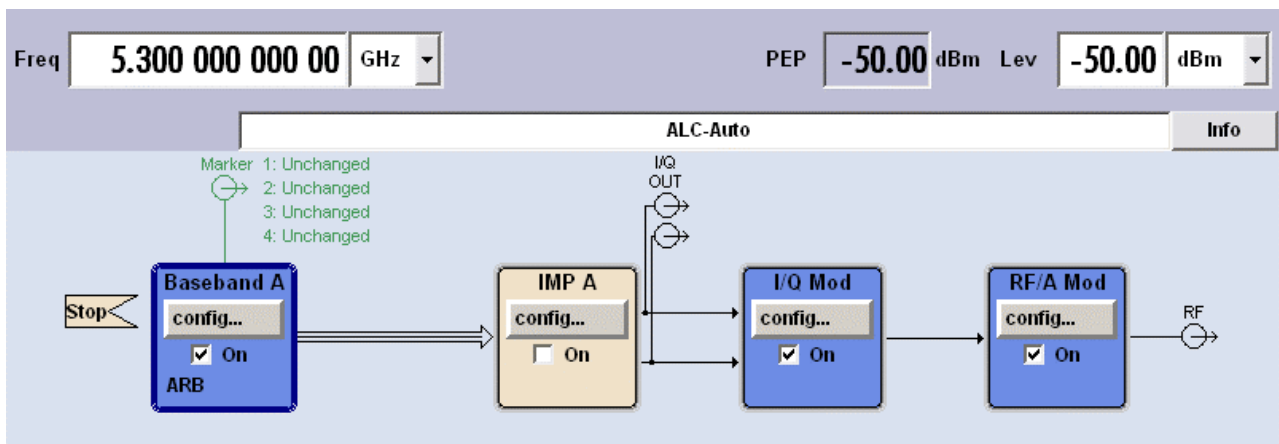 Freq 5.300 000 000 00 GHz PEP -50.00 dBm Lev -50.00 dBm
ALC-Auto Info
Marker 1: Unchanged
2: Unchanged
3: Unchanged
4: Unchanged
I/Q
OUT
Stop
Baseband A
config...
On
ARB
IMP A
config...
On
I/Q Mod
config...
On
RF/A Mod
config...
On
RF